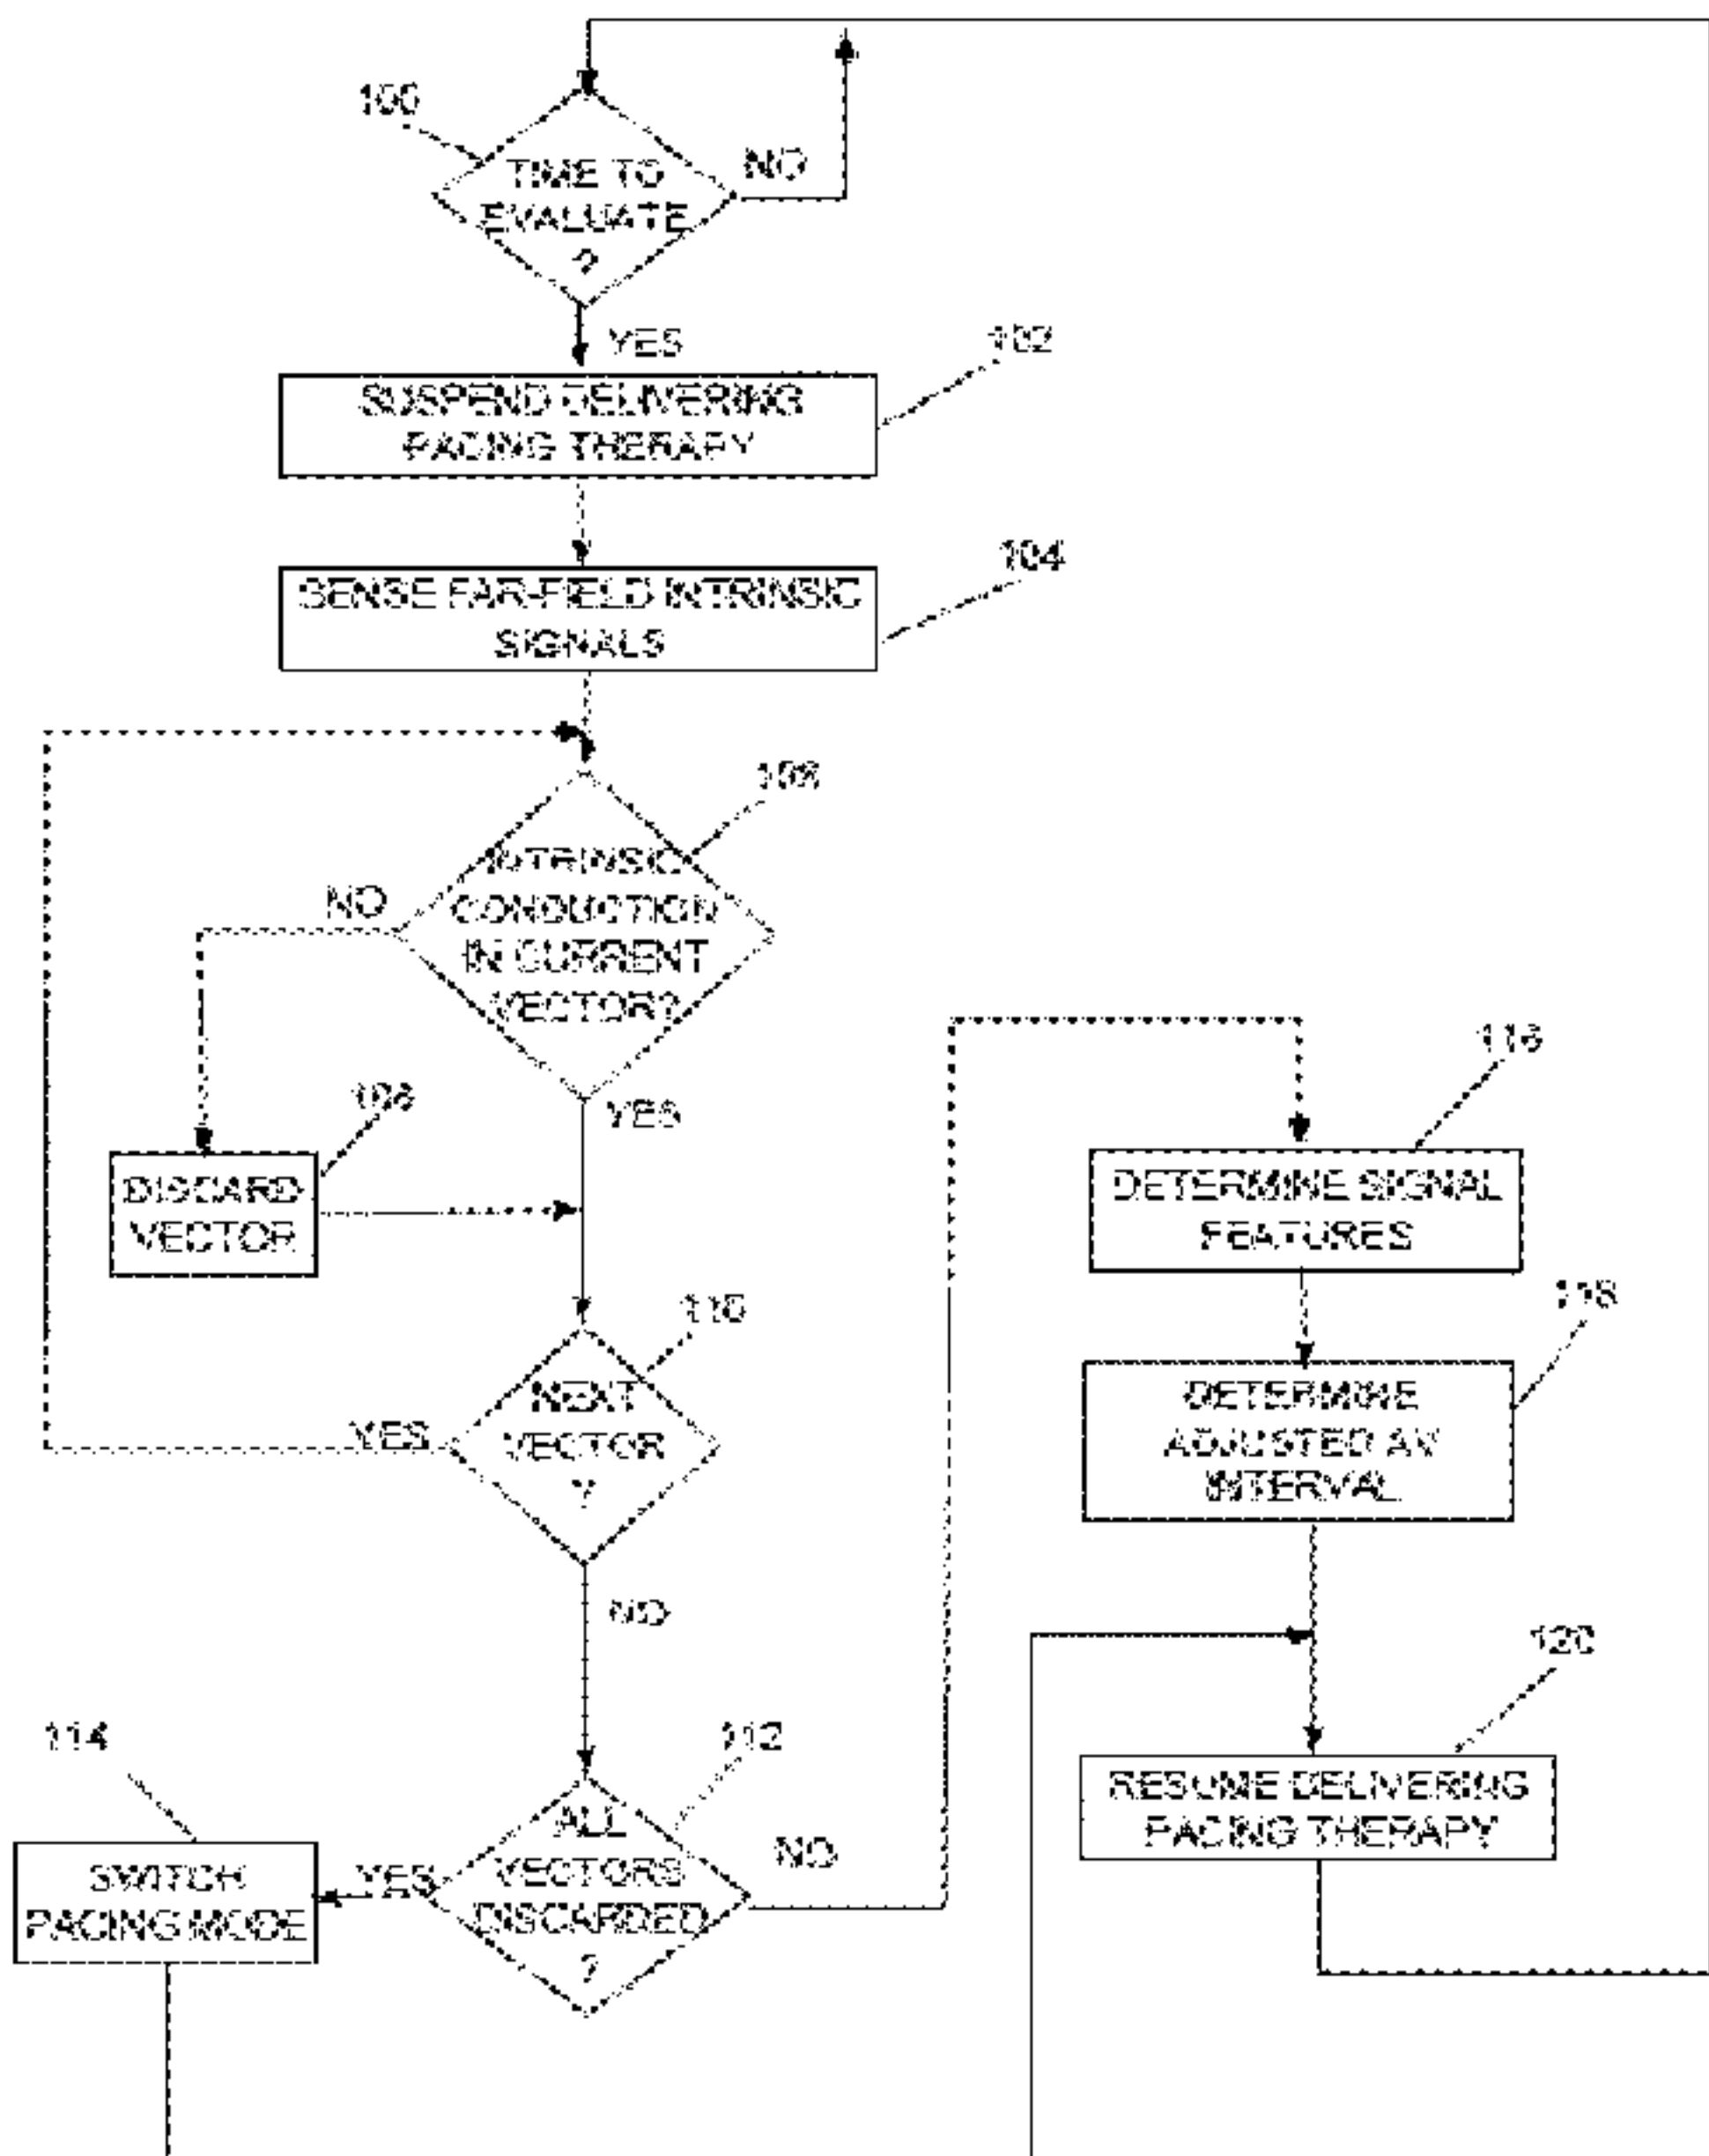 100
TIME TO
EVALUATE
?
NO
YES
102
SUSPEND DELIVERING
PACING THERAPY
104
SENSE FAR-FIELD INTRINSIC
SIGNALS
106
INTRINSIC
CONDUCTION
IN CURRENT
VECTOR?
NO
YES
108
DISCARD
VECTOR
110
NEXT
VECTOR
?
YES
NO
112
ALL
VECTORS
DISCARDED
?
YES
NO
114
SWITCH
PACING MODE
116
DETERMINE SIGNAL
FEATURES
118
DETERMINE
ADJUSTED AV
INTERVAL
120
RESUME DELIVERING
PACING THERAPY